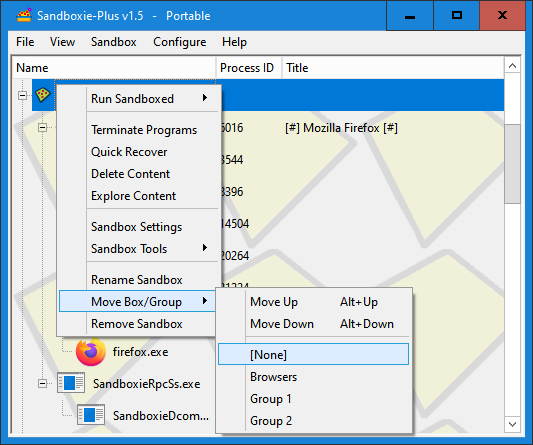 Sandboxie-Plus v1.5 - Portable
File View Sandbox Configure Help
Name Process ID Title
Run Sandboxed
6016 [#] Mozilla Firefox [#]
Terminate Programs
Quick Recover
3544
Delete Content
Explore Content
8396
Sandbox Settings
14504
Sandbox Tools
20264
Rename Sandbox
Move Box/Group
Move Up Alt+Up
Remove Sandbox
Move Down Alt+Down
firefox.exe
[None]
Browsers
SandboxieRpcSs.exe
Group 1
SandboxieDcom...
Group 2